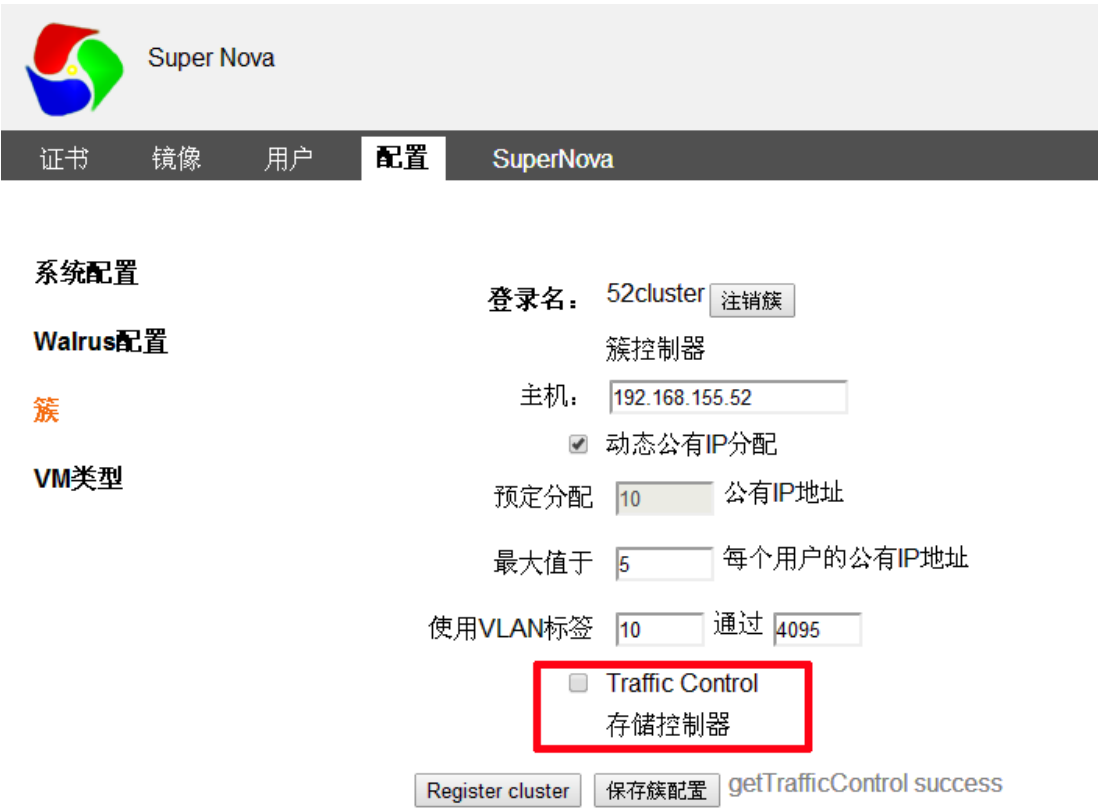 Super Nova
证书 镜像 用户 配置 SuperNova
系统配置
Walrus配置
簇
VM类型
登录名： 52cluster 注销簇
簇控制器
主机： 192.168.155.52
动态公有IP分配
预定分配 10 公有IP地址
最大值于 5 每个用户的公有IP地址
使用VLAN标签 10 通过 4095
Traffic Control
存储控制器
Register cluster 保存簇配置 getTrafficControl success